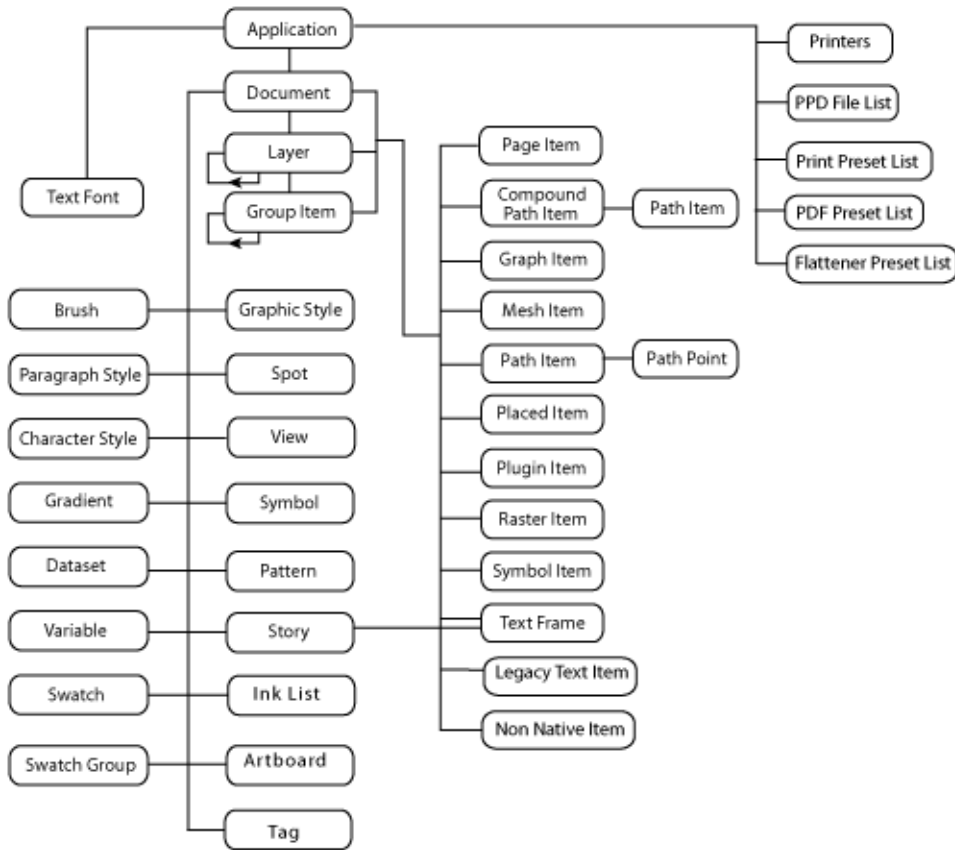 Application
Document
Layer
Group Item
Text Font
Printers
PPD File List
Print Preset List
PDF Preset List
Flattener Preset List
Page Item
Compound
Path Item
Path Item
Graph Item
Mesh Item
Path Item
Path Point
Placed Item
Plugin Item
Raster Item
Symbol Item
Text Frame
Legacy Text Item
Non Native Item
Brush
Graphic Style
Paragraph Style
Spot
Character Style
View
Gradient
Symbol
Dataset
Pattern
Variable
Story
Swatch
Ink List
Swatch Group
Artboard
Tag